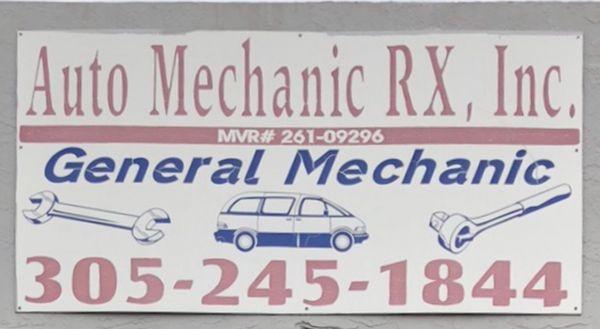 Auto Mechanic RX, Inc.
MVR# 261-09296
General Mechanic
305-245-1844